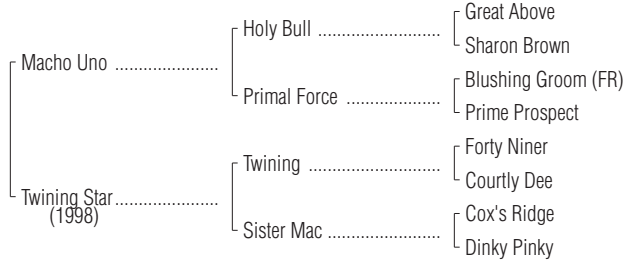 Great Above
Holy Bull ........................
Sharon Brown
Macho Uno ....................
Blushing Groom (FR)
Primal Force ..................
Prime Prospect
Forty Niner
Twining .........................
Courtly Dee
Twining Star....................
(1998)
Cox's Ridge
Sister Mac .....................
Dinky Pinky